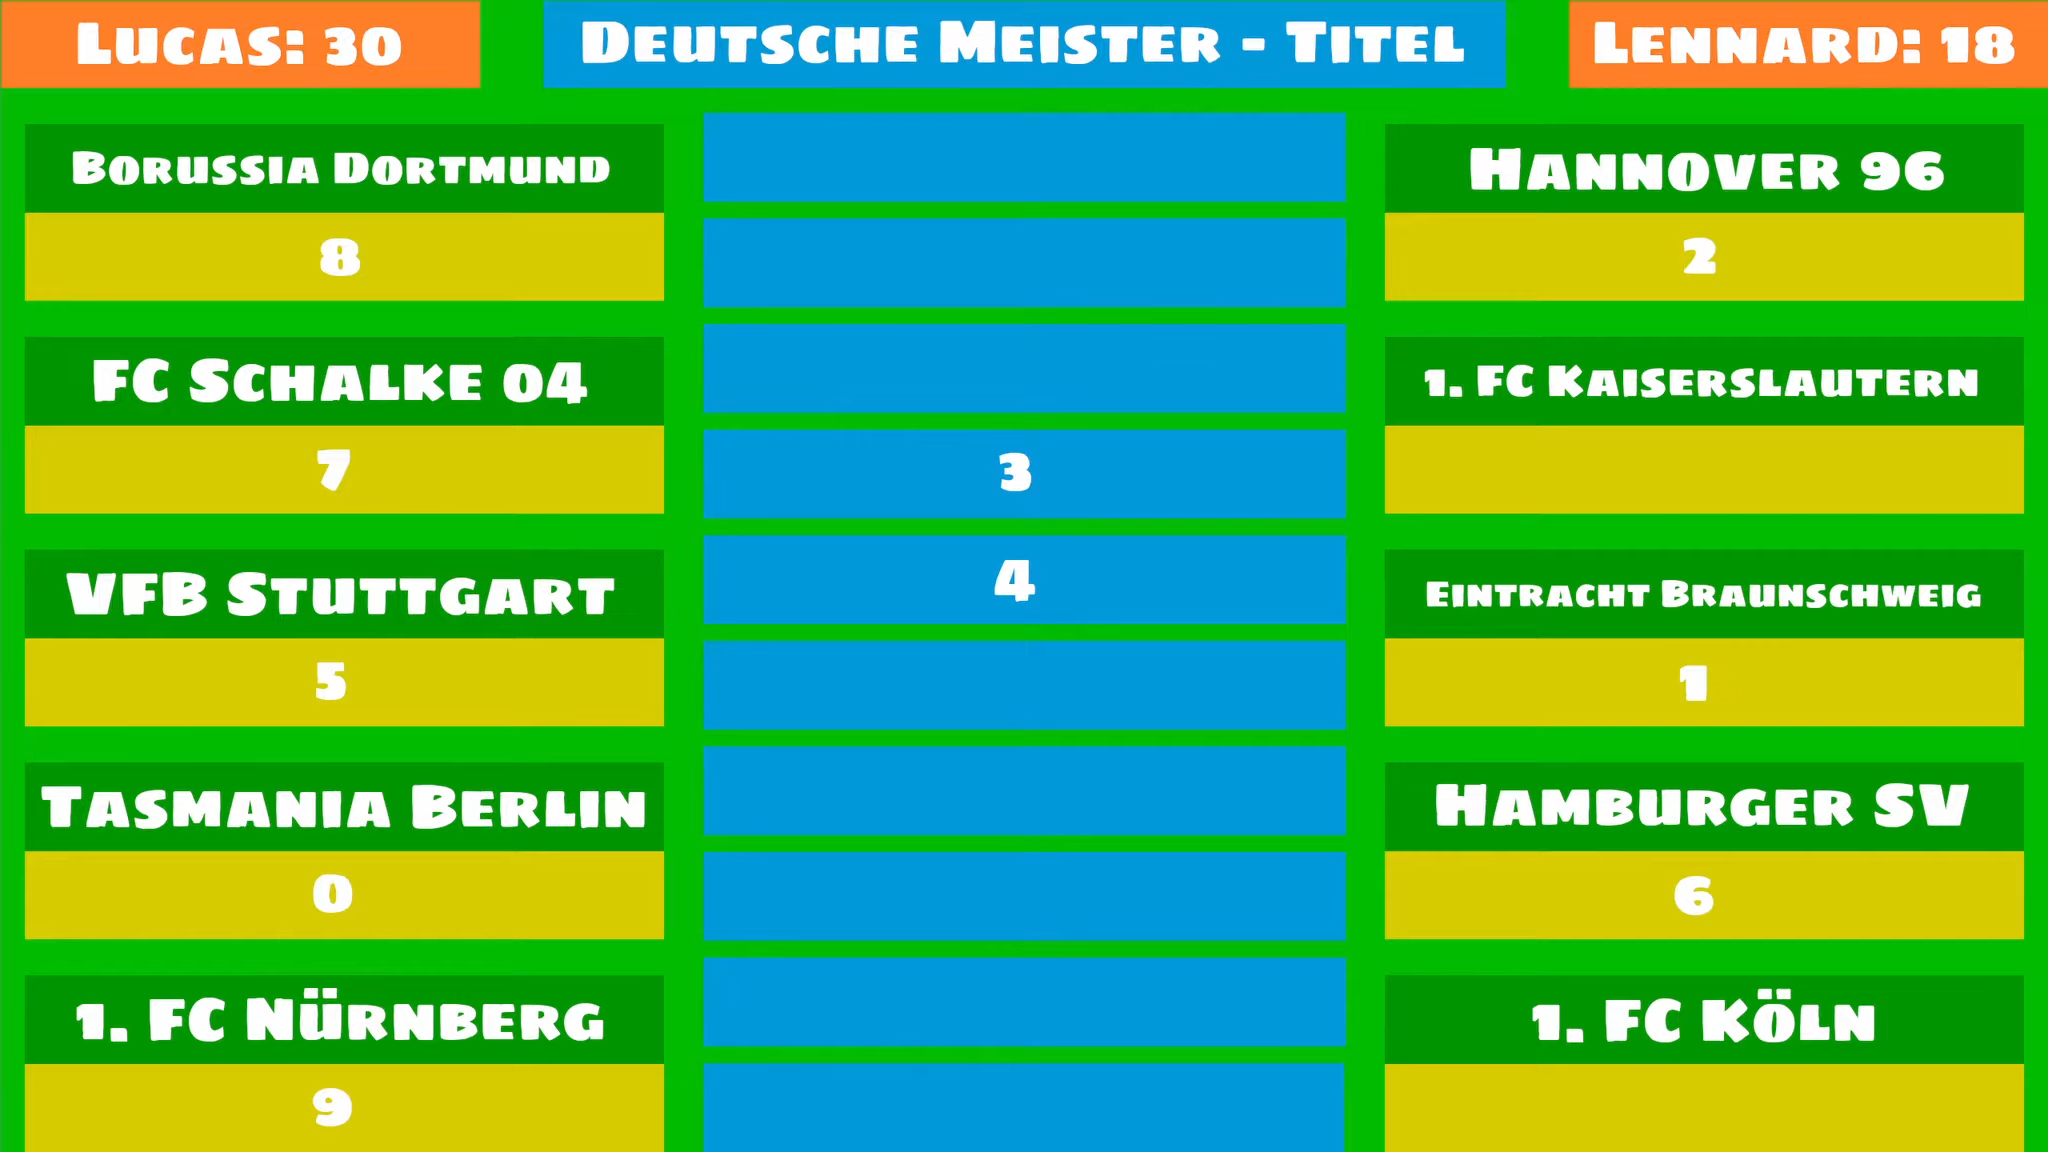 Lucas: 30
Deutsche Meister - Titel
Lennard: 18
Borussia Dortmund
8
FC Schalke 04
7
VfB Stuttgart
5
Tasmania Berlin
0
1. FC Nürnberg
9
3
4
Hannover 96
2
1. FC Kaiserslautern
Eintracht Braunschweig
1
Hamburger SV
6
1. FC Köln